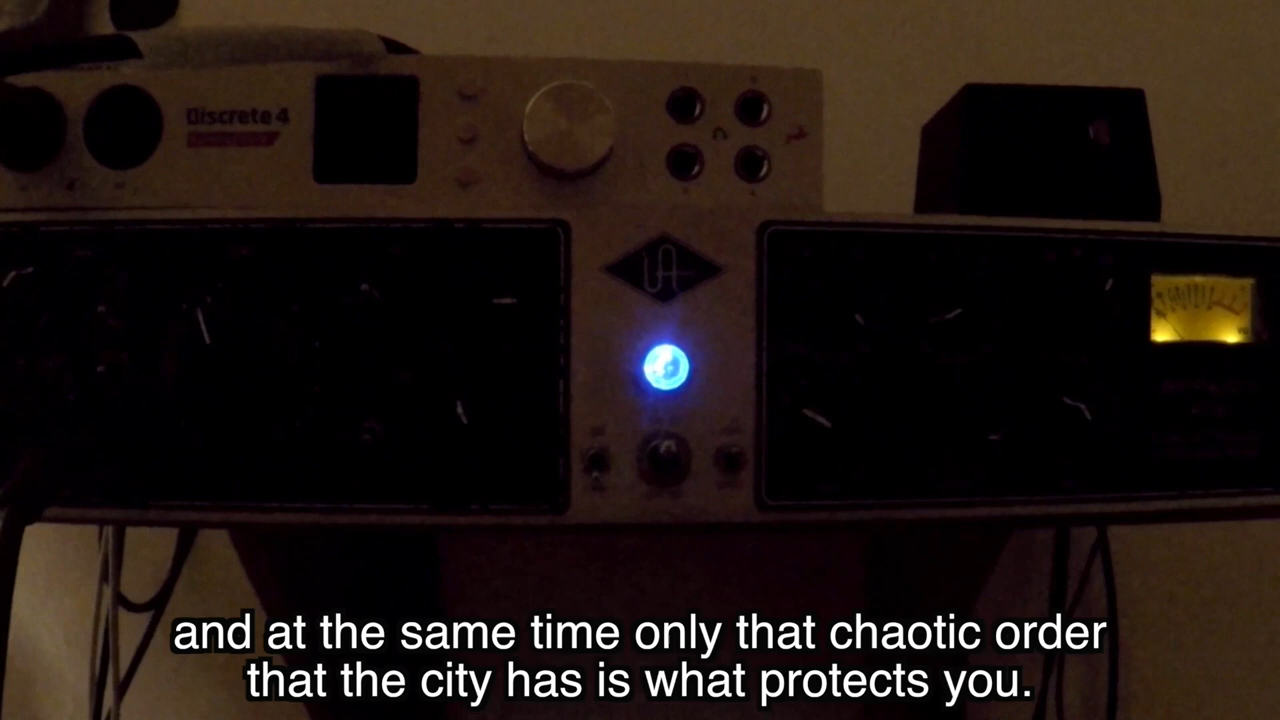 Discrete 4
UA
and at the same time only that chaotic order
that the city has is what protects you.